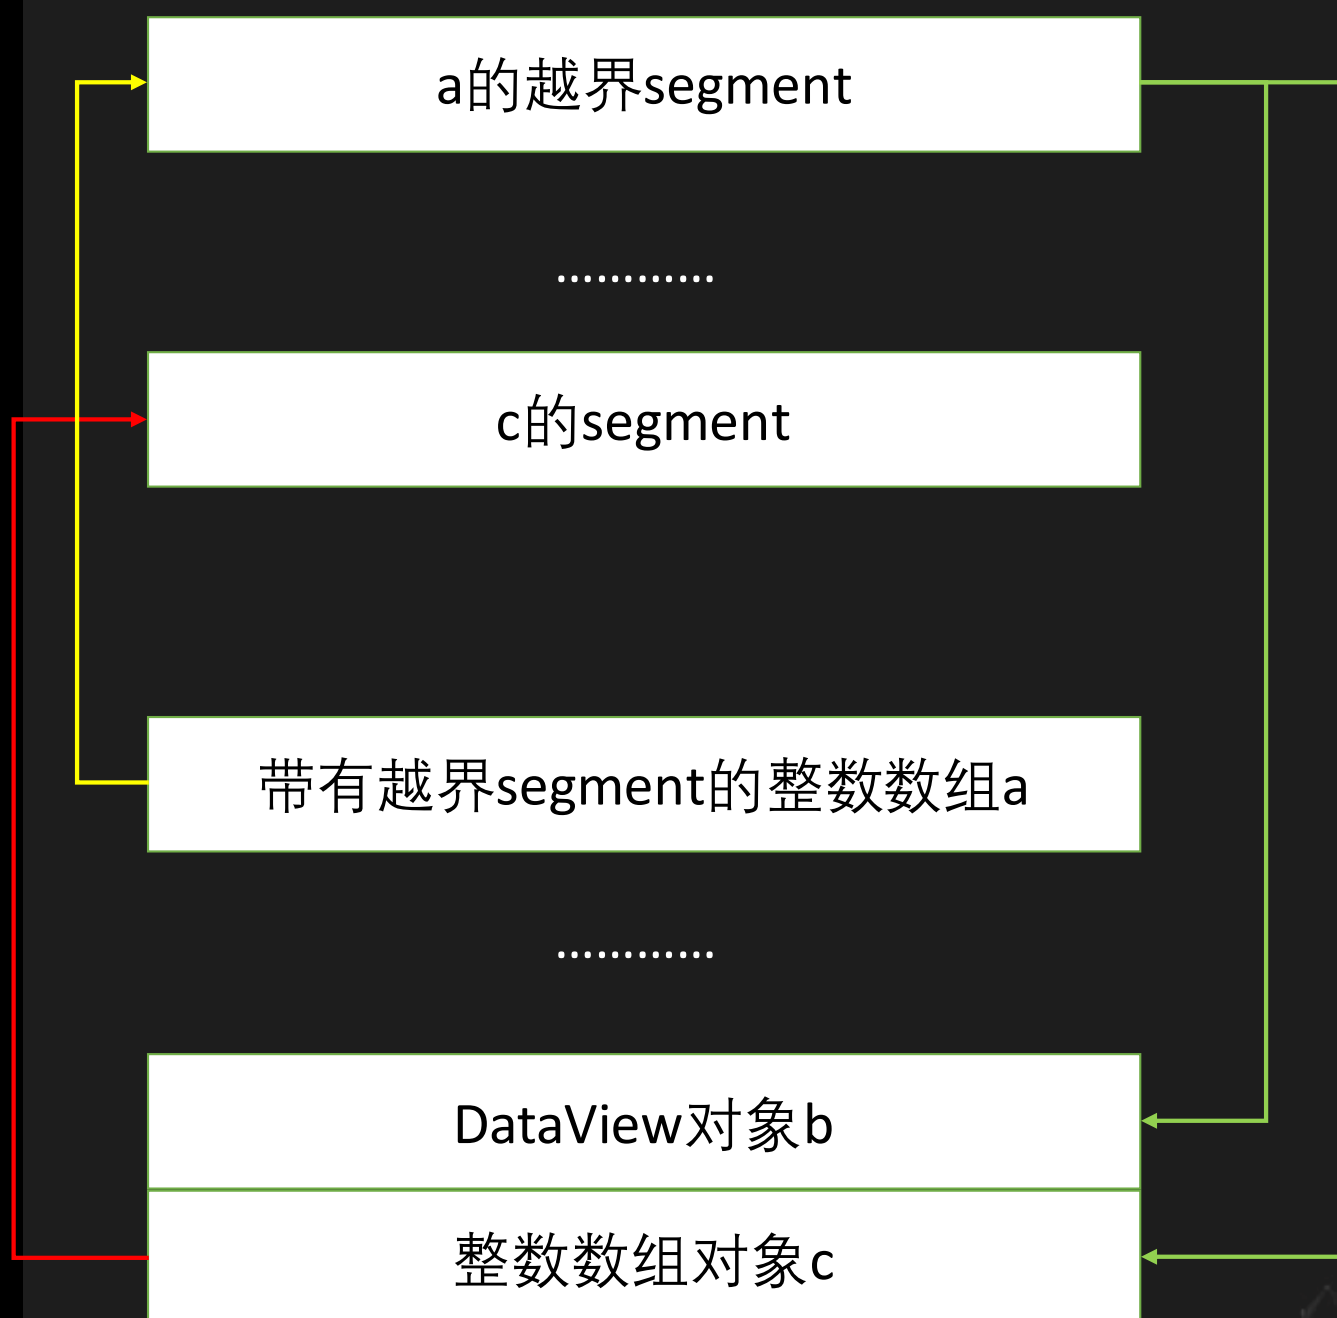 a的越界segment
…………
c的segment
带有越界segment的整数数组a
…………
DataView对象b
整数数组对象c